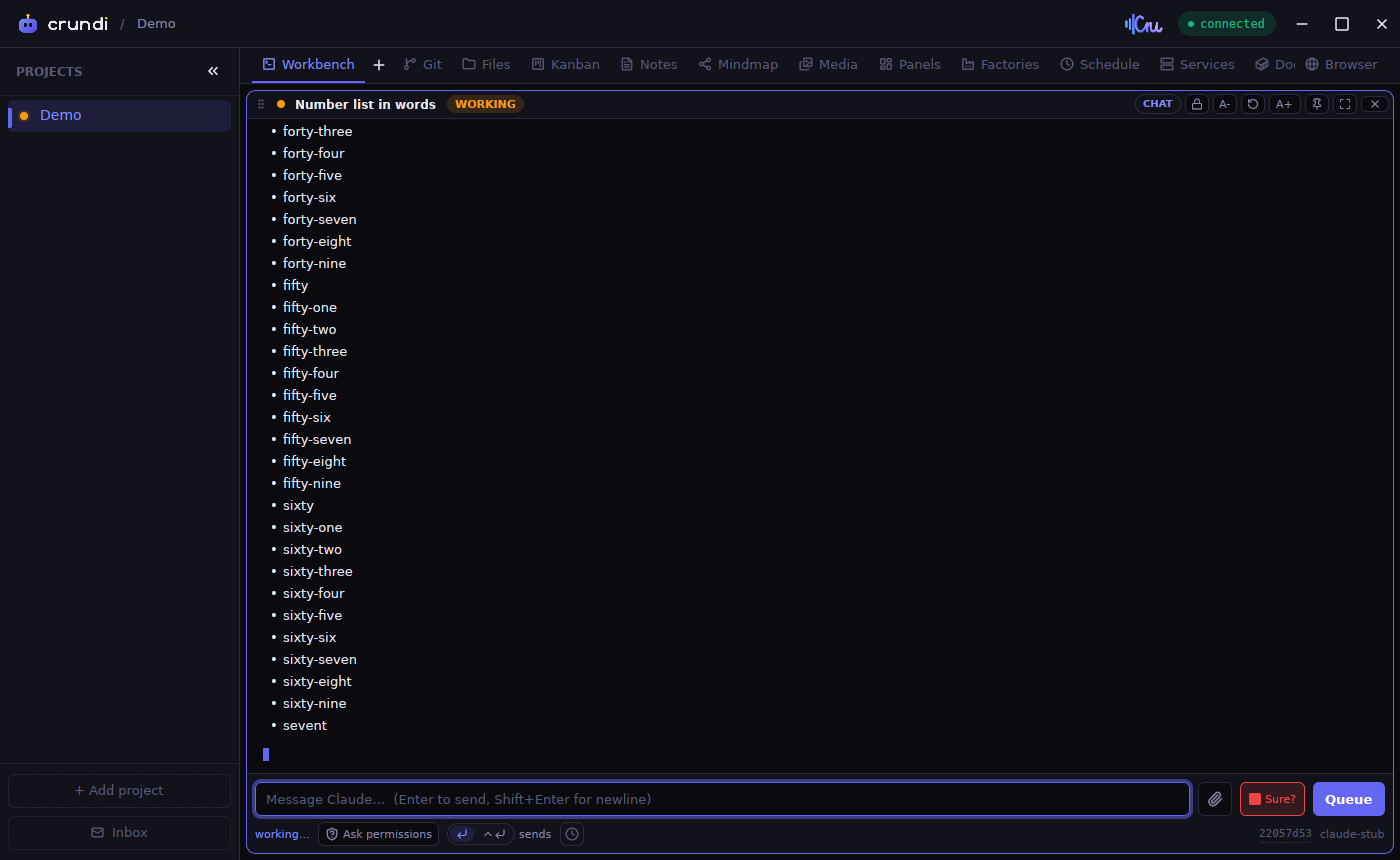 crundi / Demo
Cru
connected
PROJECTS
Workbench
Git
Files
Kanban
Notes
Mindmap
Media
Panels
Factories
Schedule
Services
Doc
Browser
Demo
Number list in words WORKING
CHAT
A-
A+
• forty-three
• forty-four
• forty-five
• forty-six
• forty-seven
• forty-eight
• forty-nine
• fifty
• fifty-one
• fifty-two
• fifty-three
• fifty-four
• fifty-five
• fifty-six
• fifty-seven
• fifty-eight
• fifty-nine
• sixty
• sixty-one
• sixty-two
• sixty-three
• sixty-four
• sixty-five
• sixty-six
• sixty-seven
• sixty-eight
• sixty-nine
• sevent
+ Add project
Inbox
Message Claude... (Enter to send, Shift+Enter for newline)
Sure?
Queue
working...
Ask permissions
sends
22057d53
claude-stub